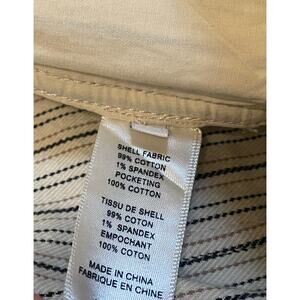 SHELL FABRIC
99% COTTON
1% SPANDEX
POCKETING
100% COTTON
TISSU DE SHELL
99% COTON
1% SPANDEX
EMPOCHANT
100% COTON
MADE IN CHINA
FABRIQUE EN CHINE